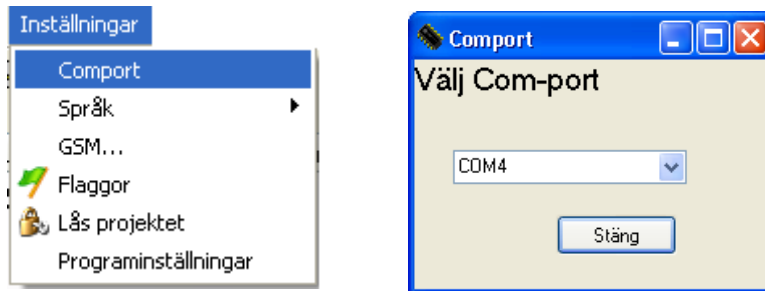 Inställningar
Comport
Språk
GSM...
Flaggor
Lås projektet
Programinställningar
Comport
Välj Com-port
COM4
Stäng